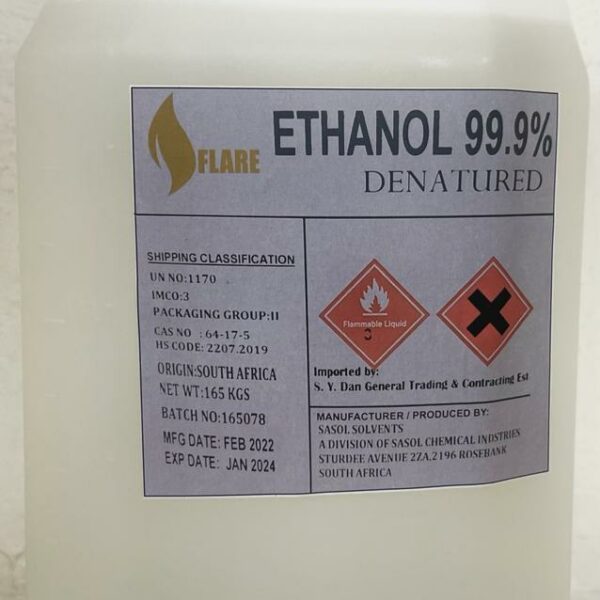 FLARE
ETHANOL 99.9%
DENATURED
SHIPPING CLASSIFICATION
UN NO:1170
IMCO:3
PACKAGING GROUP:II
CAS NO : 64-17-5
HS CODE: 2207.2019
ORIGIN:SOUTH AFRICA
NET WT:165 KGS
BATCH NO:165078
MFG DATE: FEB 2022
EXP DATE: JAN 2024
Flammable Liquid
3
Imported by:
S. Y. Dan General Trading & Contracting Est
MANUFACTURER / PRODUCED BY:
SASOL SOLVENTS
A DIVISION OF SASOL CHEMICAL INDSTRIES
STURDEE AVENUE 2ZA,2196 ROSEBANK
SOUTH AFRICA